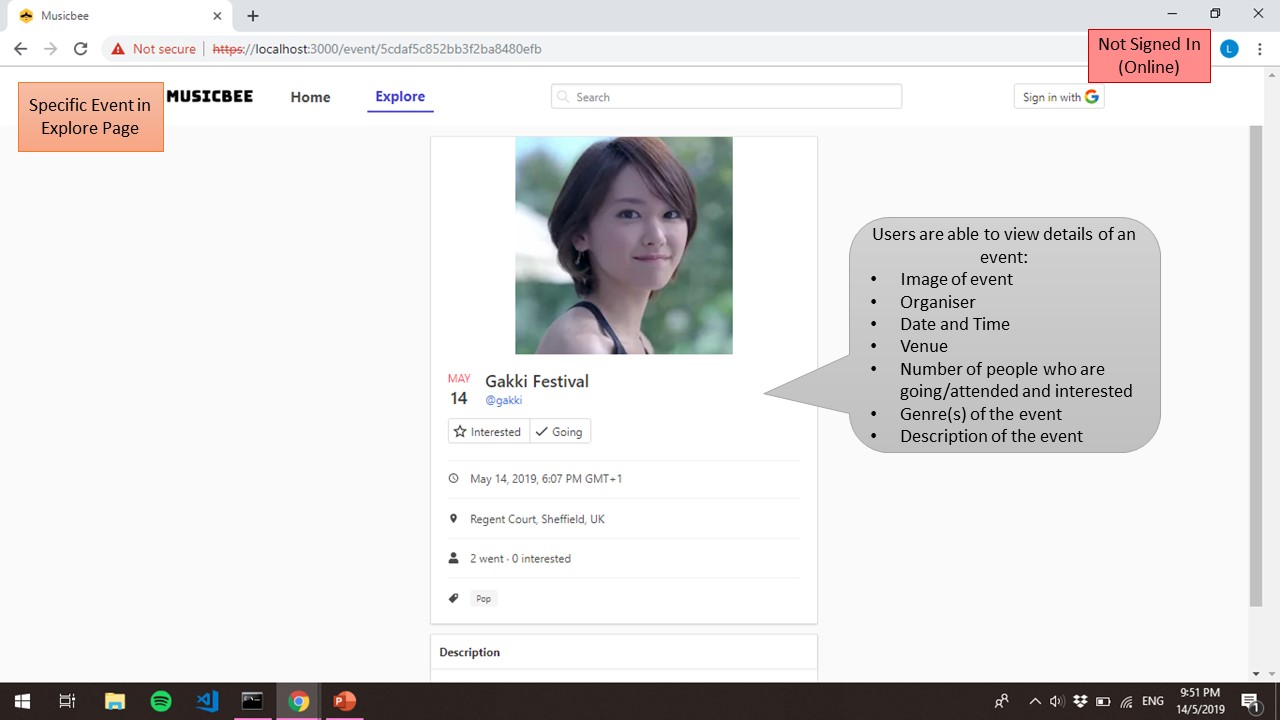 Musicbee
Not secure
https://localhost:3000/event/5cdaf5c852bb3f2ba8480efb
L
Not Signed In
(Online)
Specific Event in
Explore Page
MUSICBEE
Home
Explore
Search
Sign in with G
Users are able to view details of an
event:
• Image of event
• Organiser
• Date and Time
• Venue
• Number of people who are
going/attended and interested
• Genre(s) of the event
• Description of the event
MAY
14
Gakki Festival
@gakki
Interested
Going
May 14, 2019, 6:07 PM GMT+1
Regent Court, Sheffield, UK
2 went · 0 interested
Pop
Description
ENG
9:51 PM
14/5/2019
1